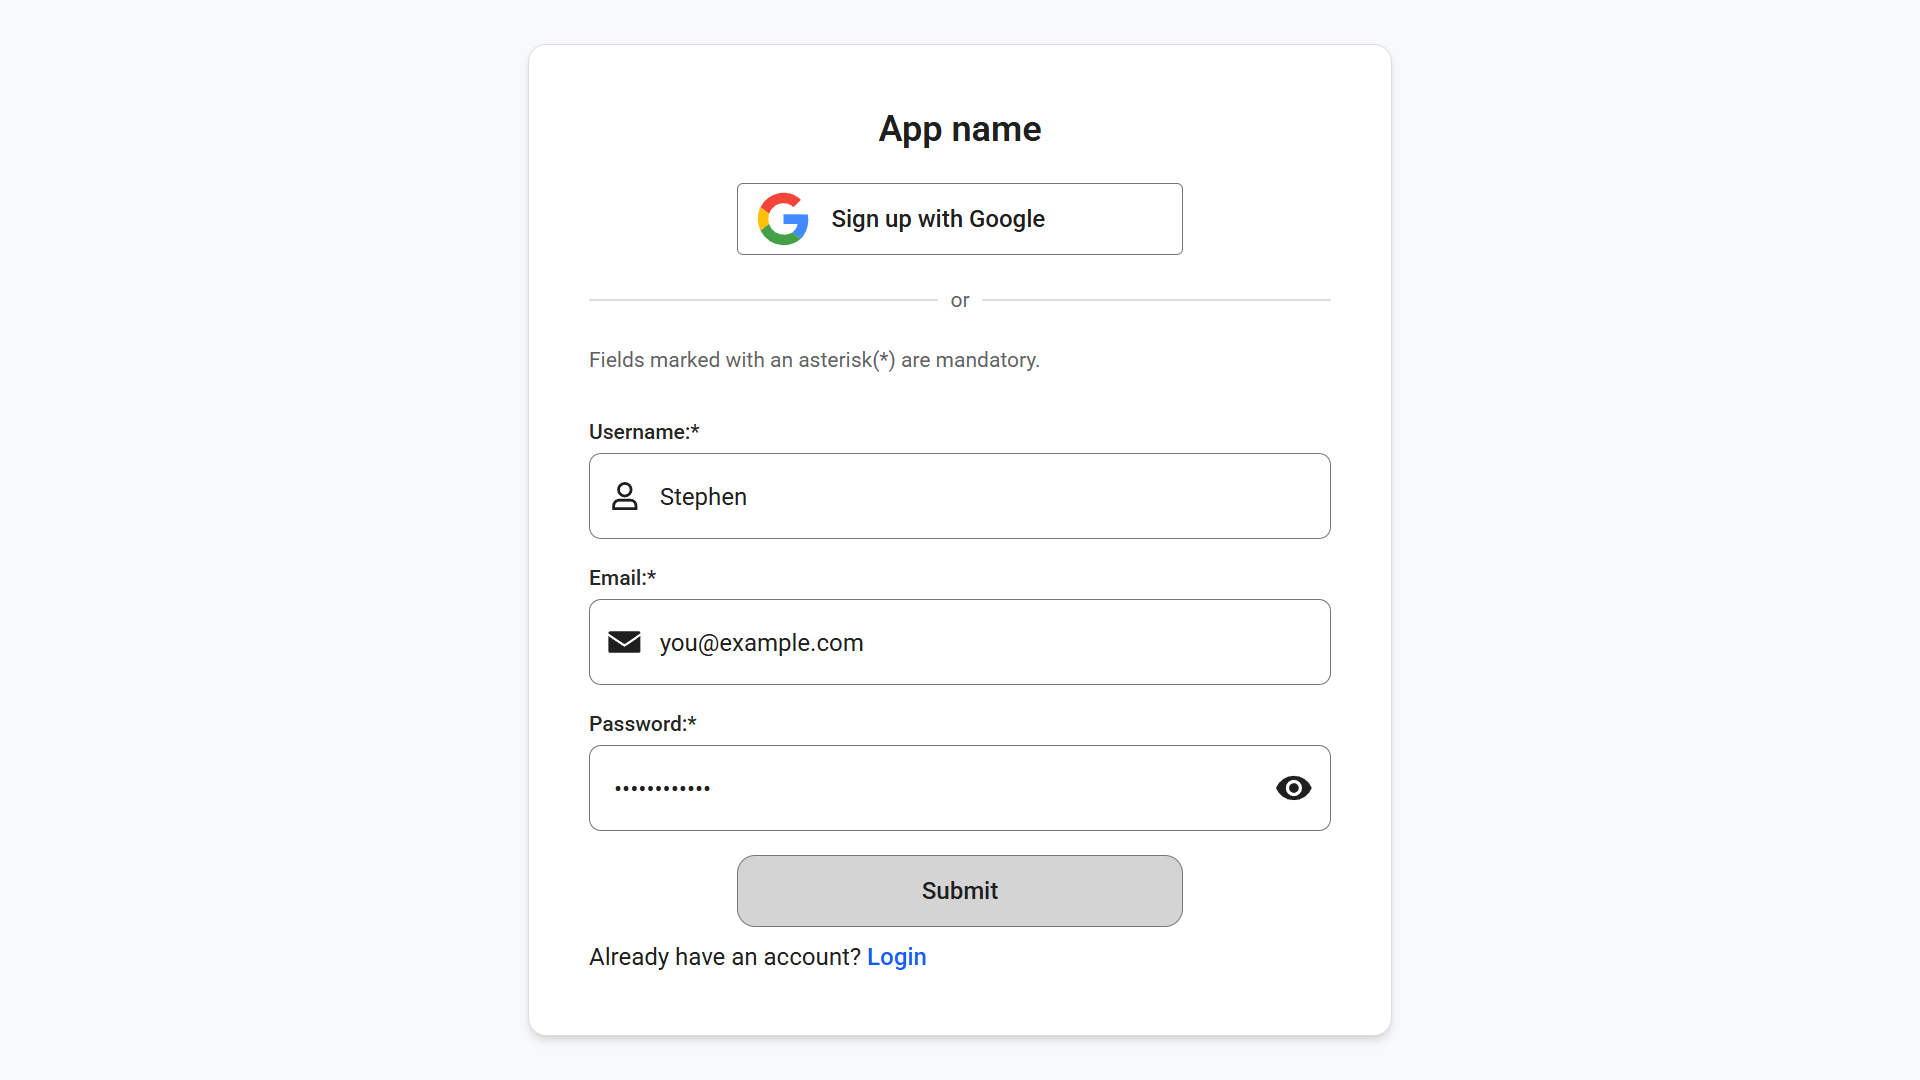 App name
Sign up with Google
or
Fields marked with an asterisk(*) are mandatory.
Username:*
Stephen
Email:*
you@example.com
Password:*
••••••••••••
Submit
Already have an account? Login